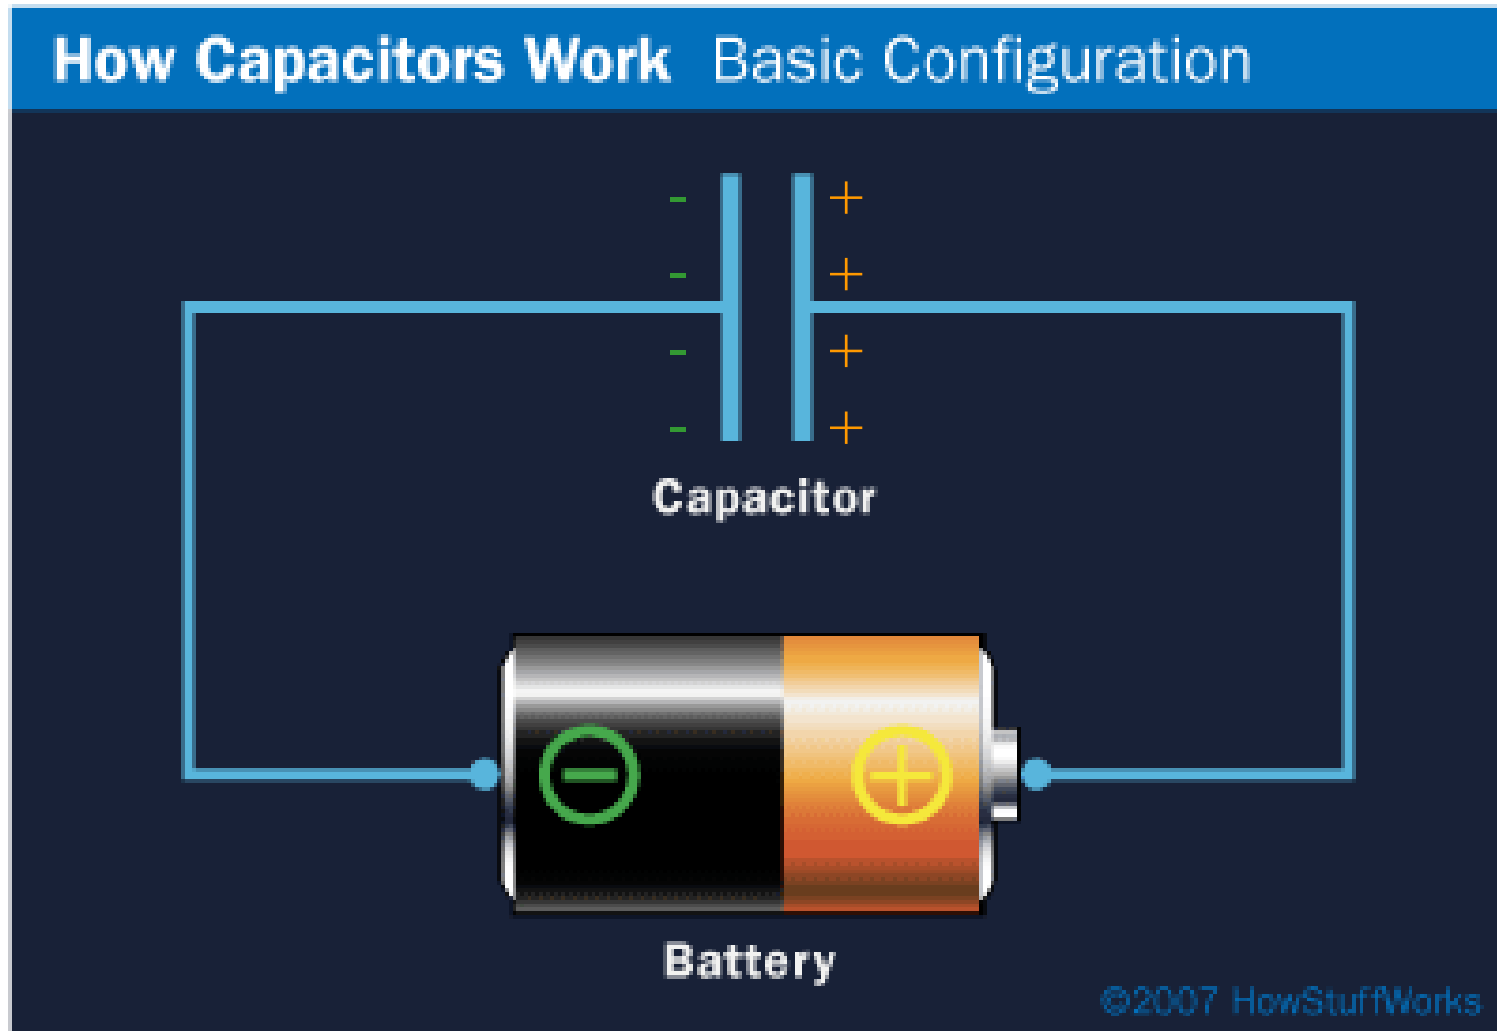 How Capacitors Work Basic Configuration
- +
- +
- +
- +
Capacitor
- +
Battery
©2007 HowStuffWorks